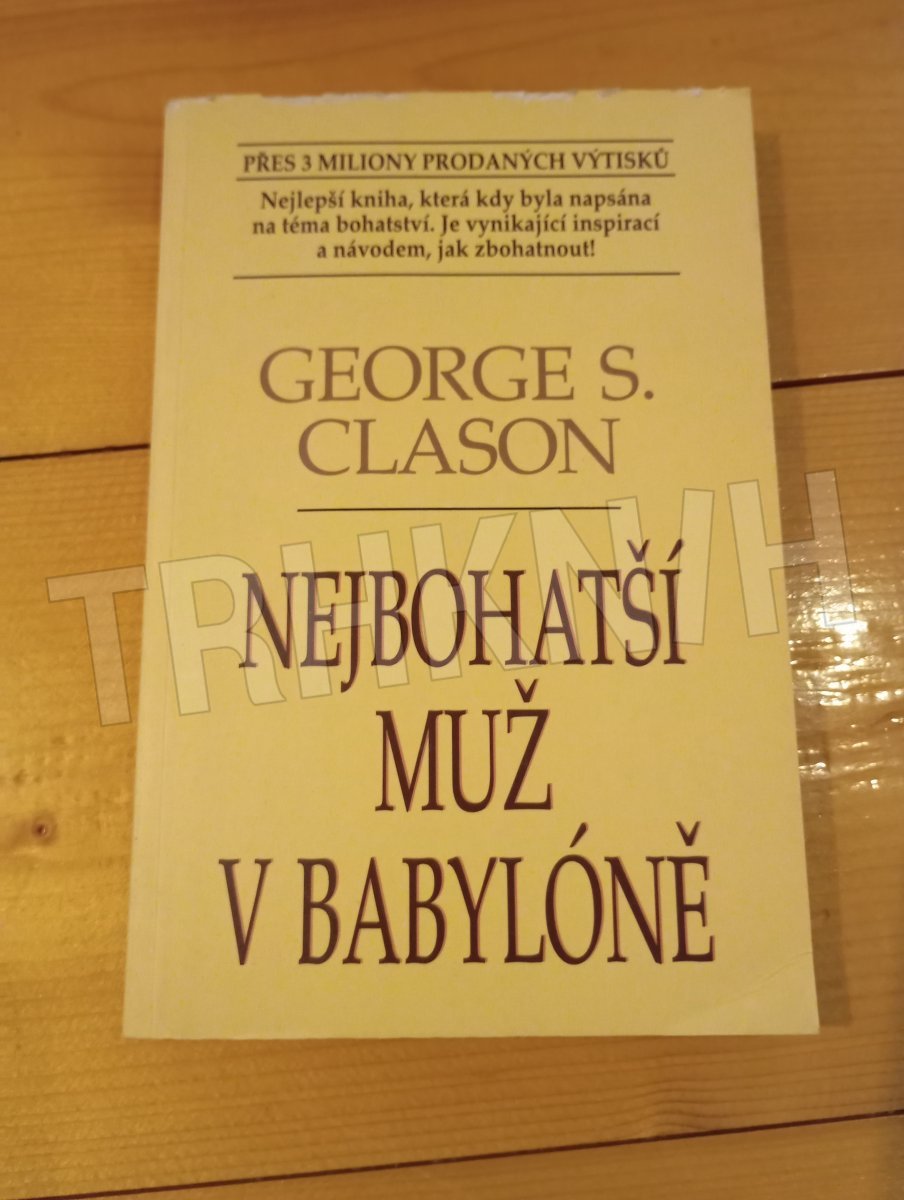 PŘES 3 MILIONY PRODANÝCH VÝTISKŮ
Nejlepší kniha, která kdy byla napsána
na téma bohatství. Je vynikající inspirací
a návodem, jak zbohatnout!
GEORGE S.
CLASON
TRHKNIH
NEJBOHATŠÍ
MUŽ
V BABYLÓNĚ